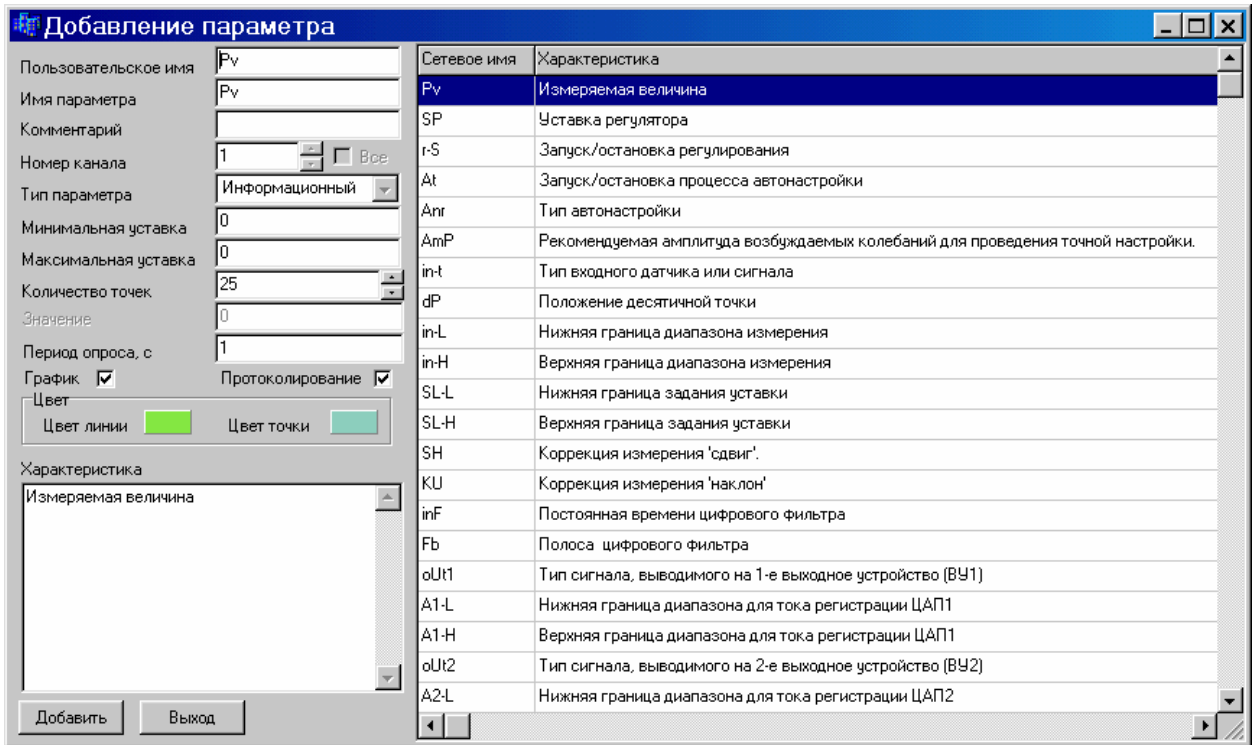 Добавление параметра
Пользовательское имя Pv
Имя параметра Pv
Комментарий
Номер канала 1 Все
Тип параметра Информационный
Минимальная уставка 0
Максимальная уставка 0
Количество точек 25
Значение 0
Период опроса, с 1
График Протоколирование
Цвет
Цвет линии Цвет точки
Характеристика
Измеряемая величина
Добавить Выход
Сетевое имя Характеристика
Pv Измеряемая величина
SP Уставка регулятора
r-S Запуск/остановка регулирования
At Запуск/остановка процесса автонастройки
Anr Тип автонастройки
AmP Рекомендуемая амплитуда возбуждаемых колебаний для проведения точной настройки.
in-t Тип входного датчика или сигнала
dP Положение десятичной точки
in-L Нижняя граница диапазона измерения
in-H Верхняя граница диапазона измерения
SL-L Нижняя граница задания уставки
SL-H Верхняя граница задания уставки
SH Коррекция измерения 'сдвиг'.
KU Коррекция измерения 'наклон'
inF Постоянная времени цифрового фильтра
Fb Полоса цифрового фильтра
oUt1 Тип сигнала, выводимого на 1-е выходное устройство (ВУ1)
A1-L Нижняя граница диапазона для тока регистрации ЦАП1
A1-H Верхняя граница диапазона для тока регистрации ЦАП1
oUt2 Тип сигнала, выводимого на 2-е выходное устройство (ВУ2)
A2-L Нижняя граница диапазона для тока регистрации ЦАП2